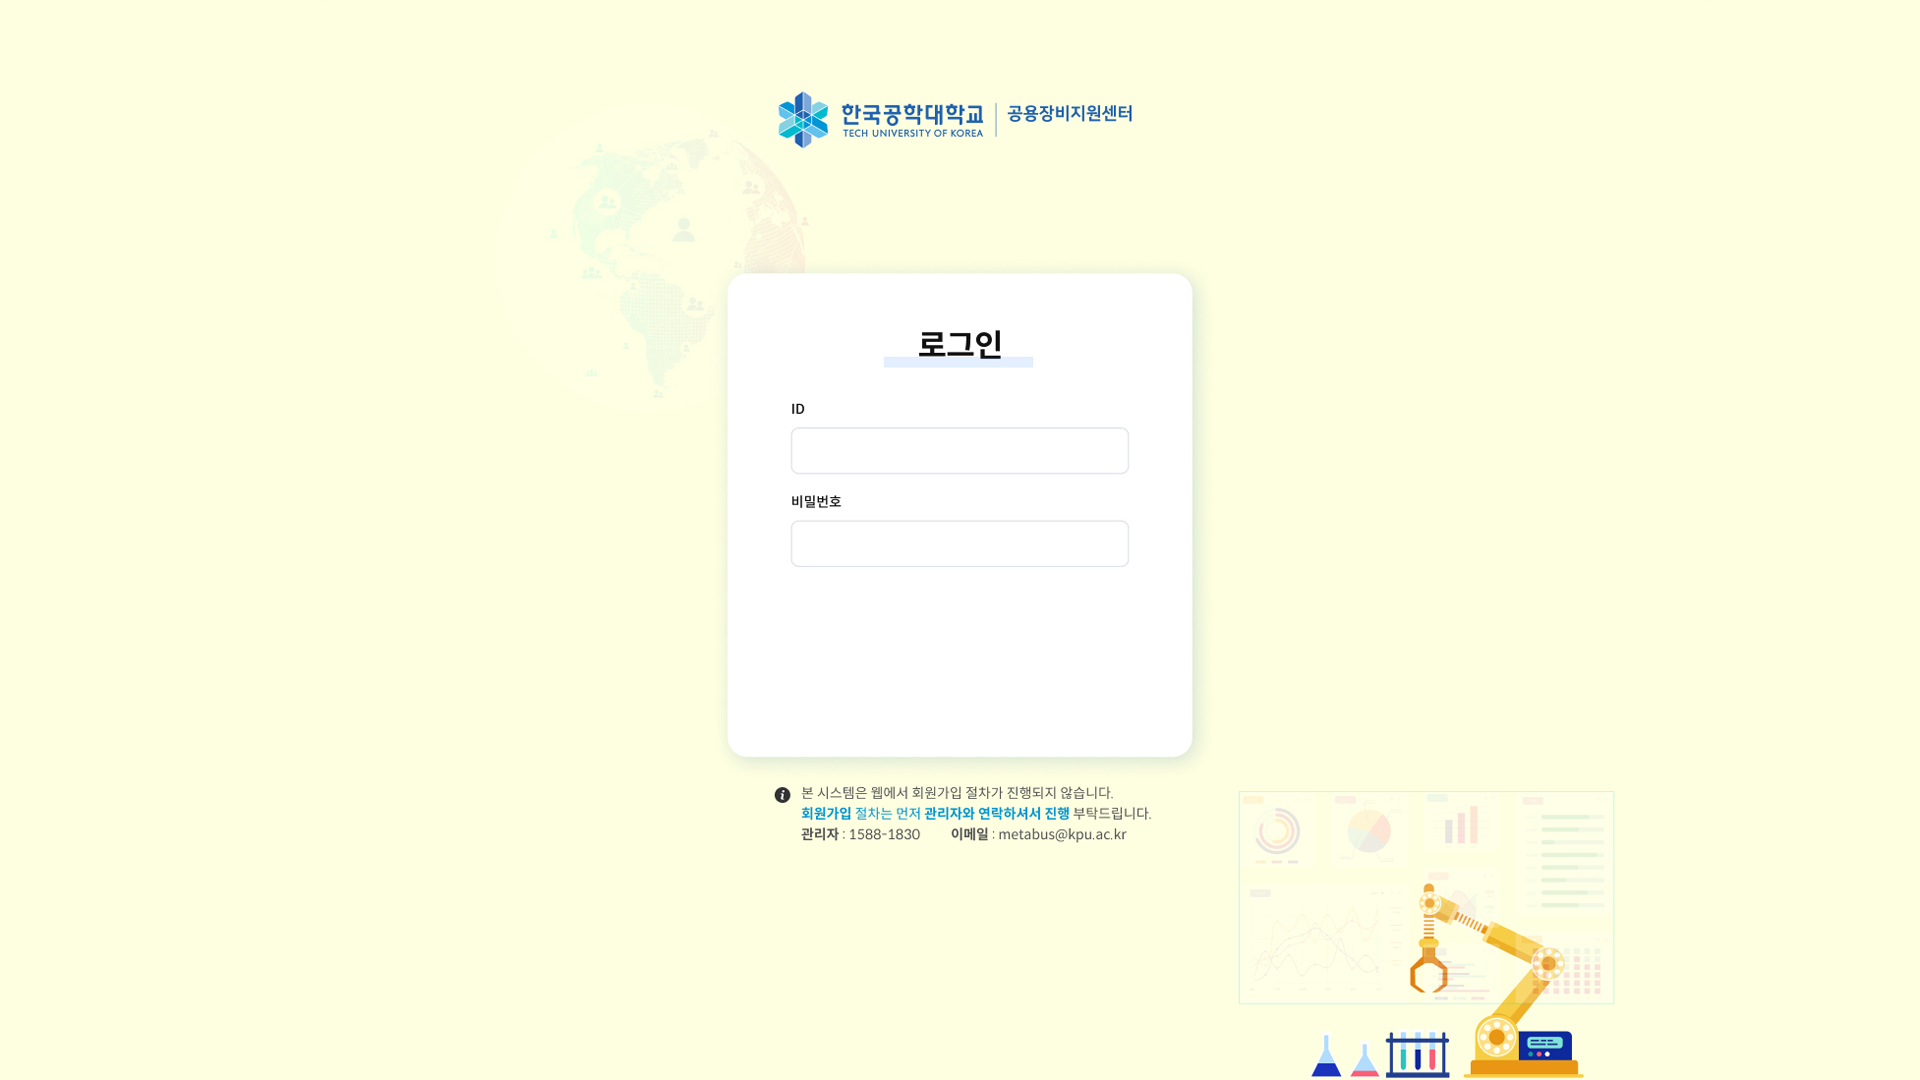 한국공학대학교
TECH UNIVERSITY OF KOREA
공용장비지원센터
로그인
ID
비밀번호
본 시스템은 웹에서 회원가입 절차가 진행되지 않습니다.
회원가입 절차는 먼저 관리자와 연락하셔서 진행 부탁드립니다.
관리자 : 1588-1830 이메일 : metabus@kpu.ac.kr